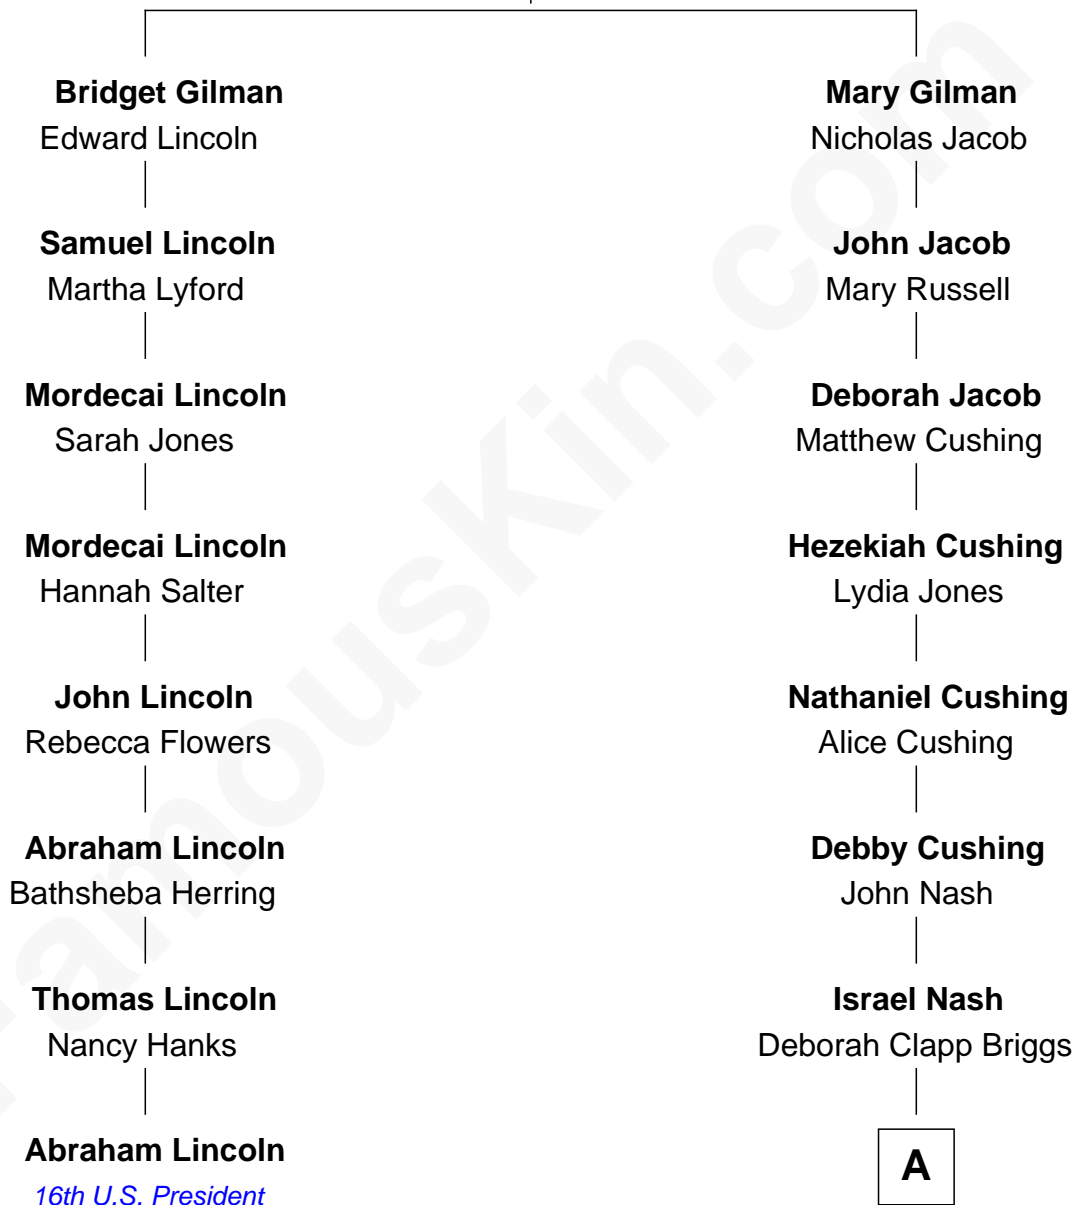 Bridget Gilman
Edward Lincoln
Mary Gilman
Nicholas Jacob
Samuel Lincoln
Martha Lyford
John Jacob
Mary Russell
Mordecai Lincoln
Sarah Jones
Deborah Jacob
Matthew Cushing
Mordecai Lincoln
Hannah Salter
Hezekiah Cushing
Lydia Jones
John Lincoln
Rebecca Flowers
Nathaniel Cushing
Alice Cushing
Abraham Lincoln
Bathsheba Herring
Debby Cushing
John Nash
Thomas Lincoln
Nancy Hanks
Israel Nash
Deborah Clapp Briggs
Abraham Lincoln
16th U.S. President
A
FamousKin.com